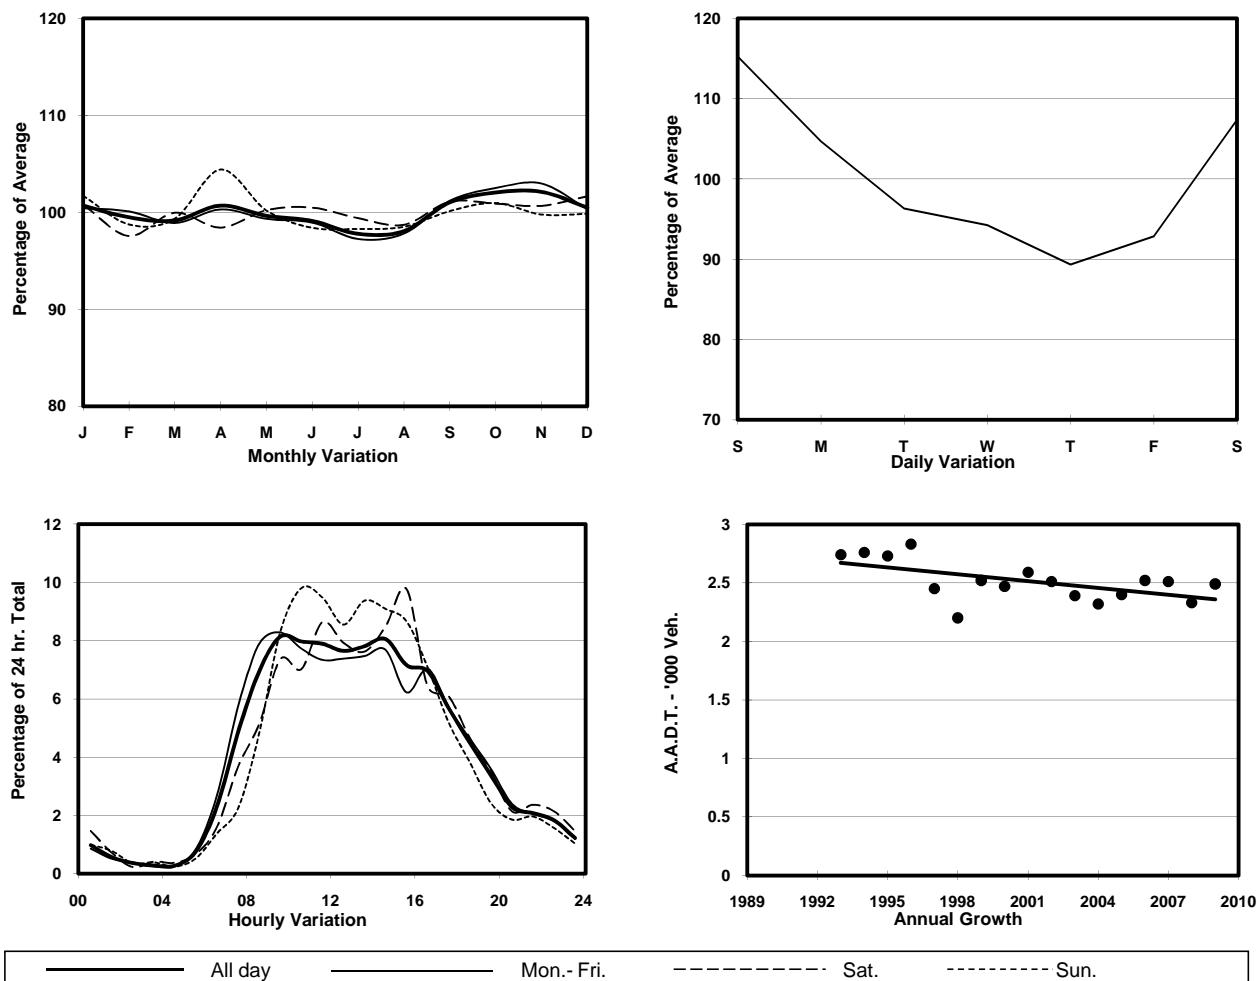 120
110
100
90
80
Percentage of Average
J F M A M J J A S O N D
Monthly Variation
120
110
100
90
80
70
Percentage of Average
S M T W T F S
Daily Variation
12
10
8
6
4
2
0
Percentage of 24 hr. Total
00 04 08 12 16 20 24
Hourly Variation
3
2.5
2
1.5
1
0.5
0
A.A.D.T. - '000 Veh.
1989 1992 1995 1998 2001 2004 2007 2010
Annual Growth
All day Mon.- Fri. Sat. Sun.